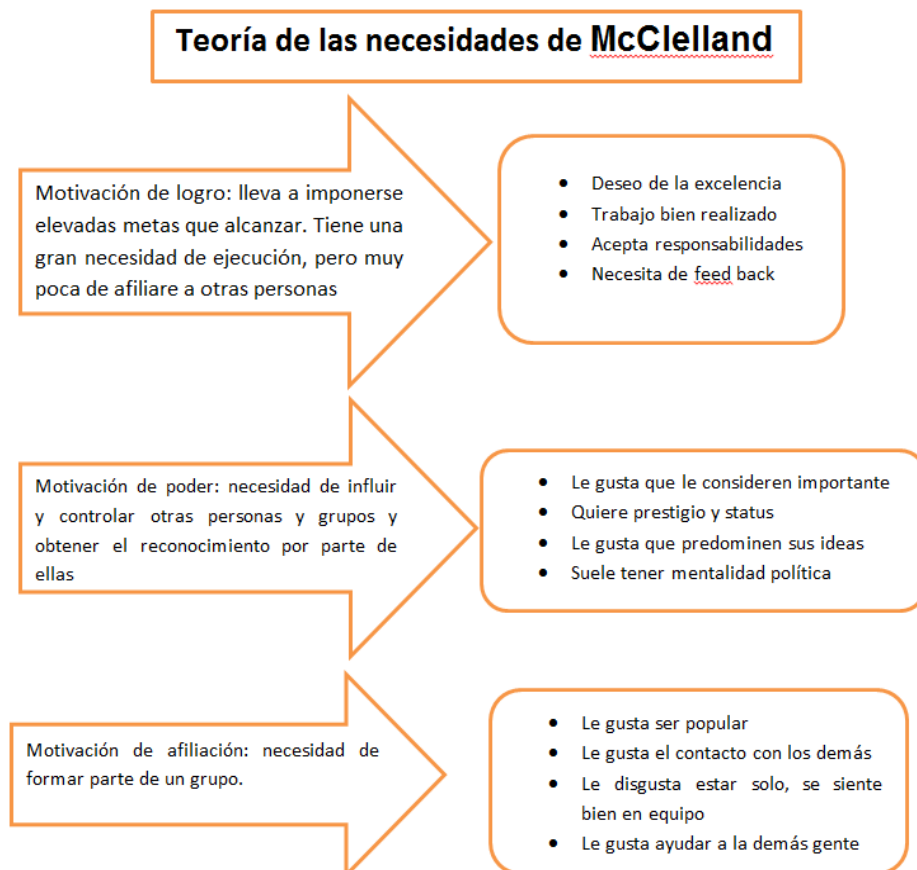 Teoría de las necesidades de McClelland
Motivación de logro: lleva a imponerse
elevadas metas que alcanzar. Tiene una
gran necesidad de ejecución, pero muy
poca de afiliare a otras personas
• Deseo de la excelencia
• Trabajo bien realizado
• Acepta responsabilidades
• Necesita de feed back
Motivación de poder: necesidad de influir
y controlar otras personas y grupos y
obtener el reconocimiento por parte de
ellas
• Le gusta que le consideren importante
• Quiere prestigio y status
• Le gusta que predominen sus ideas
• Suele tener mentalidad política
Motivación de afiliación: necesidad de
formar parte de un grupo.
• Le gusta ser popular
• Le gusta el contacto con los demás
• Le disgusta estar solo, se siente
bien en equipo
• Le gusta ayudar a la demás gente